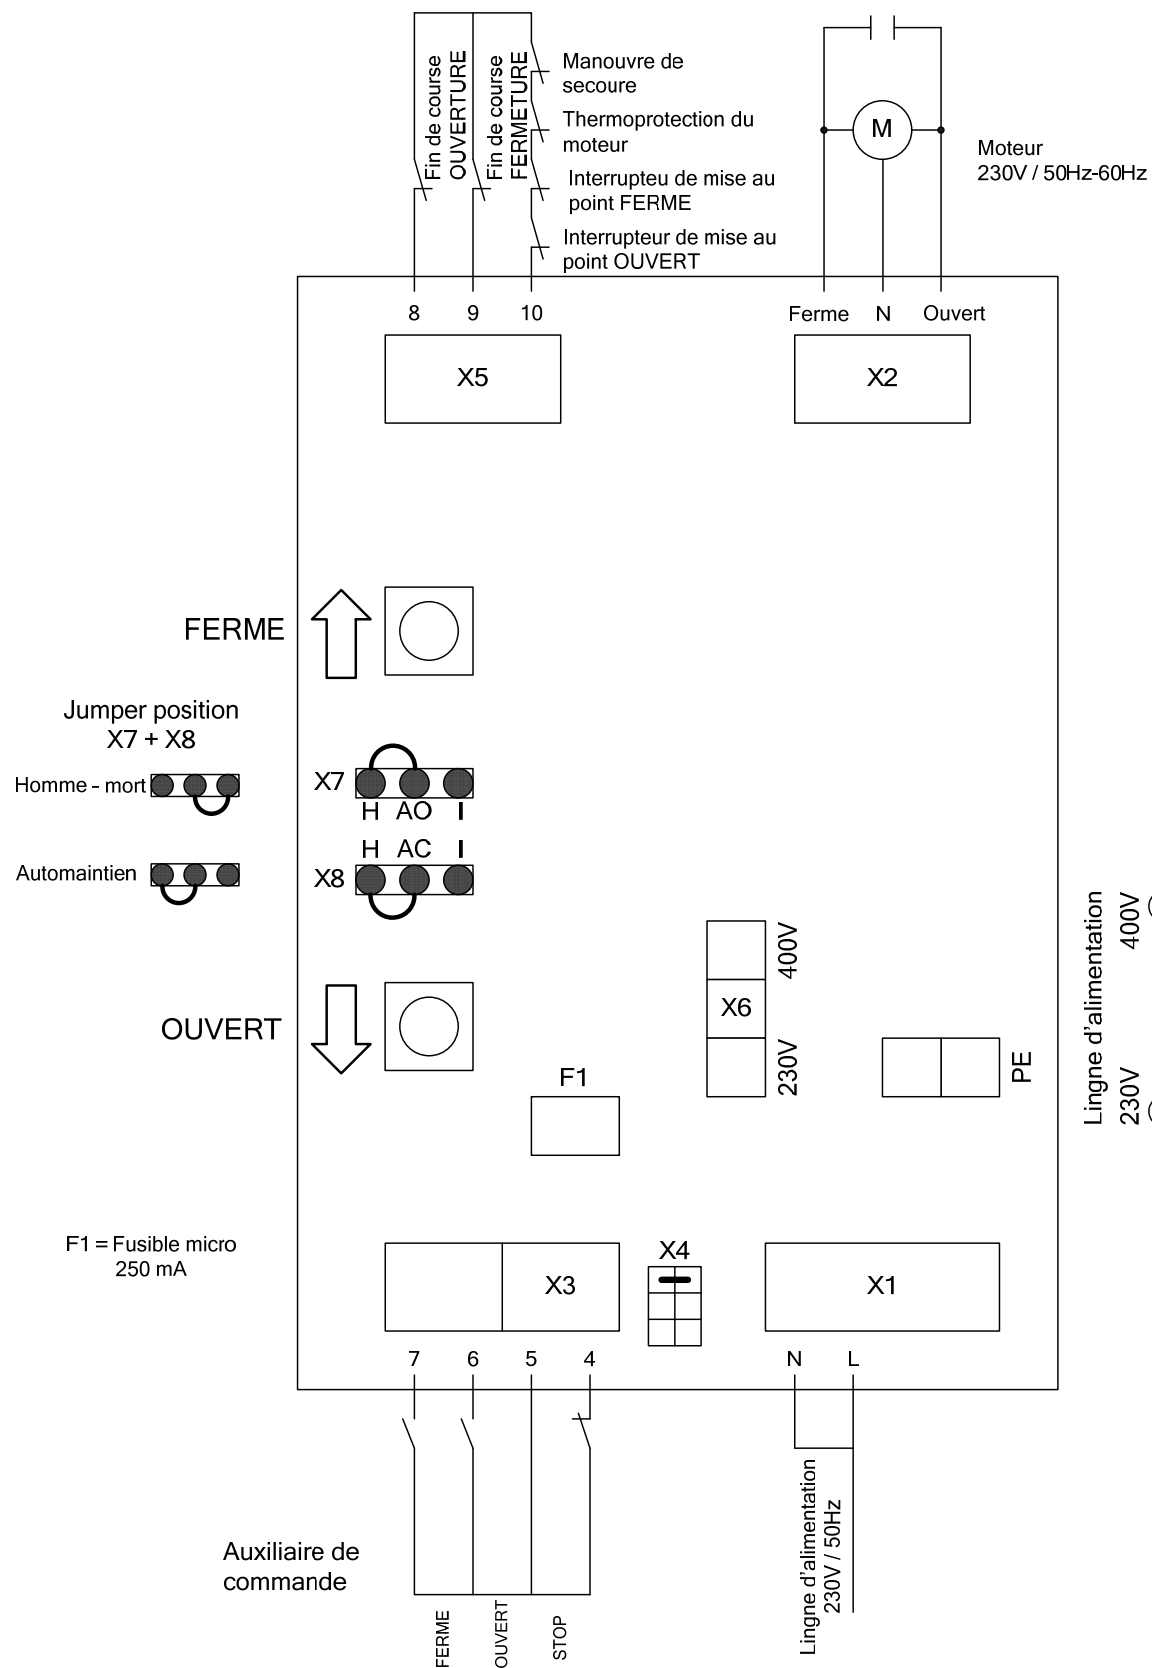 Fin de course
OUVERTURE
Fin de course
FERMETURE
Manouvre de
secoure
Thermoprotection du
moteur
Interrupteu de mise au
point FERME
Interrupteur de mise au
point OUVERT
M
Moteur
230V / 50Hz-60Hz
8 9 10
Ferme N Ouvert
X5
X2
FERME
Jumper position
X7 + X8
Homme - mort
X7
H AO I
H AC I
Automaintien
X8
OUVERT
400V
X6
230V
PE
Lingne d'alimentation
400V
230V
F1
F1 = Fusible micro
250 mA
X3
X4
X1
7 6 5 4
N L
Auxiliaire de
commande
FERME
OUVERT
STOP
Lingne d'alimentation
230V / 50Hz